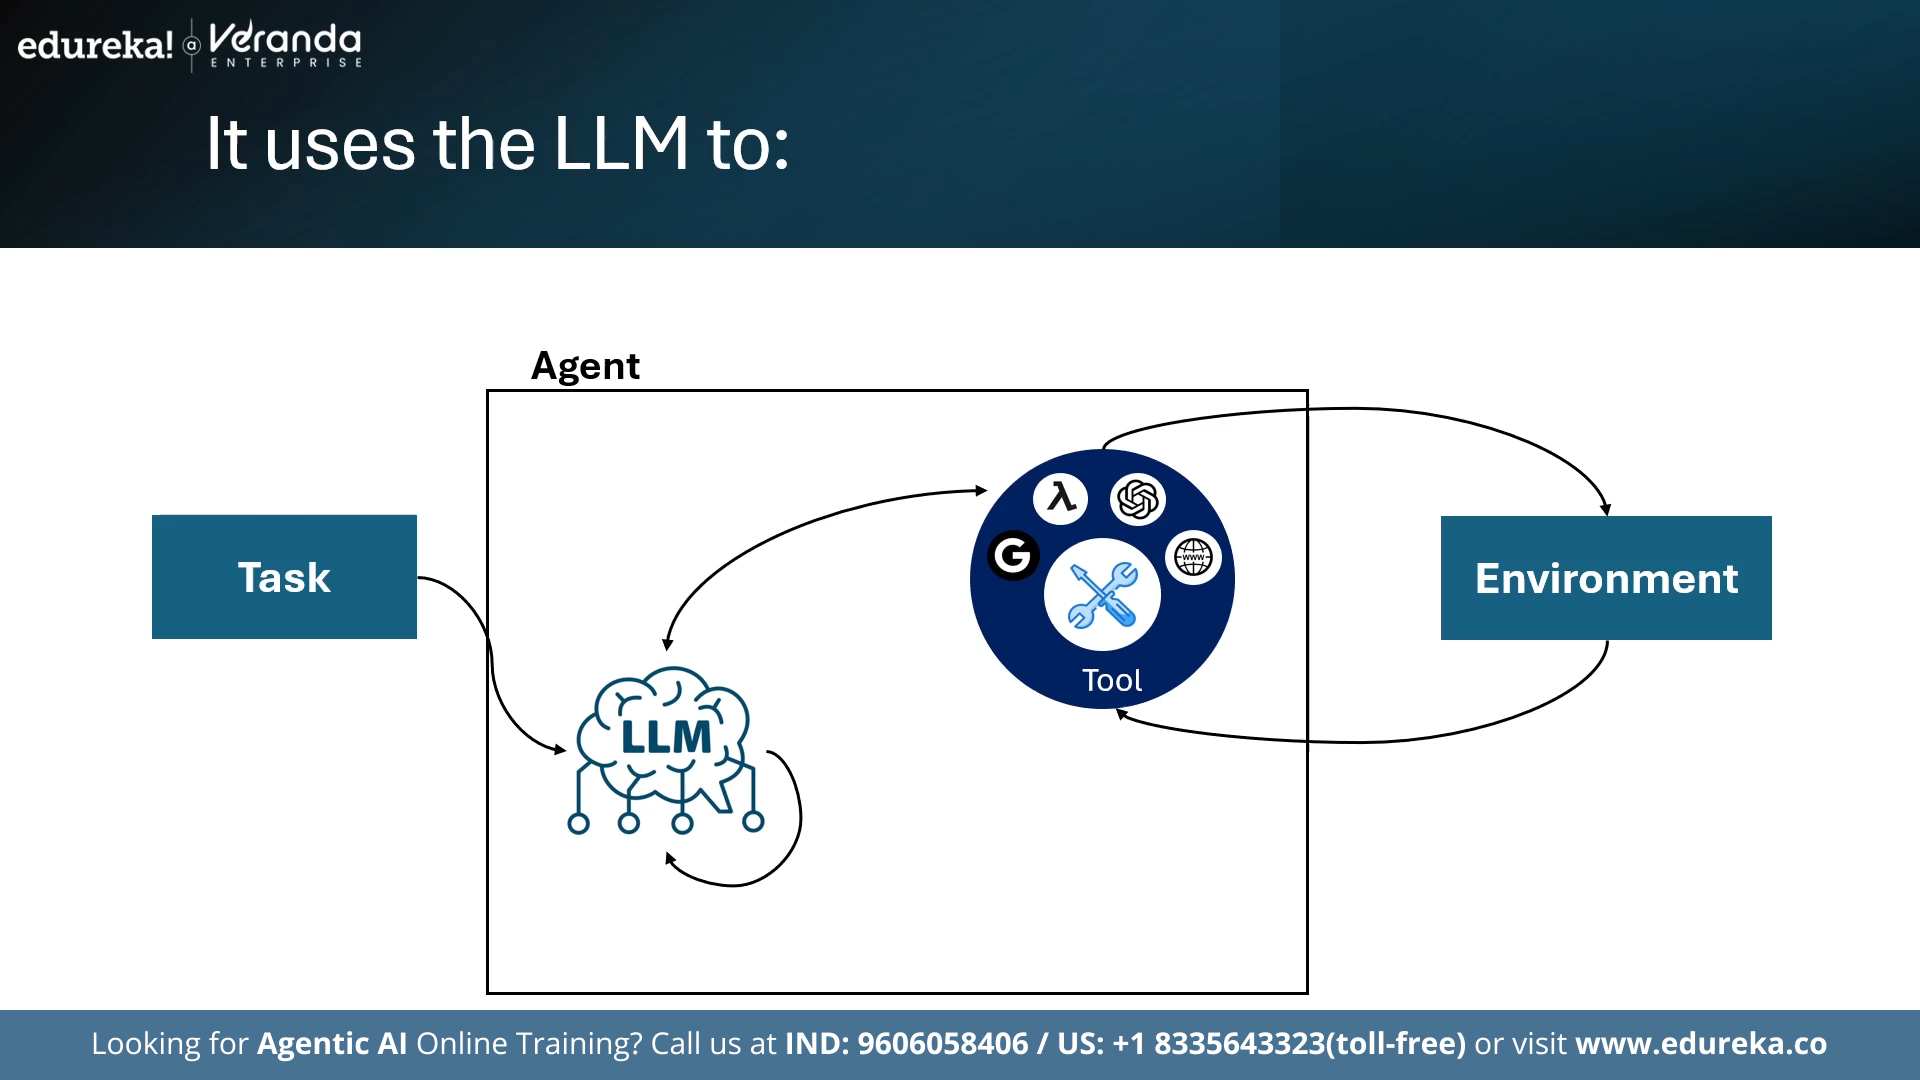 edureka! a Veranda
ENTERPRISE
It uses the LLM to:
Agent
Task
λ
G
www
Tool
Environment
LLM
Looking for Agentic AI Online Training? Call us at IND: 9606058406 / US: +1 8335643323(toll-free) or visit www.edureka.co